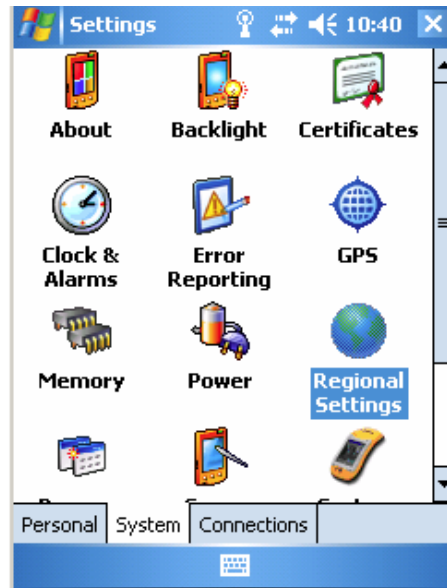 Settings
10:40
About
Backlight
Certificates
Clock &
Alarms
Error
Reporting
GPS
Memory
Power
Regional
Settings
Personal
System
Connections